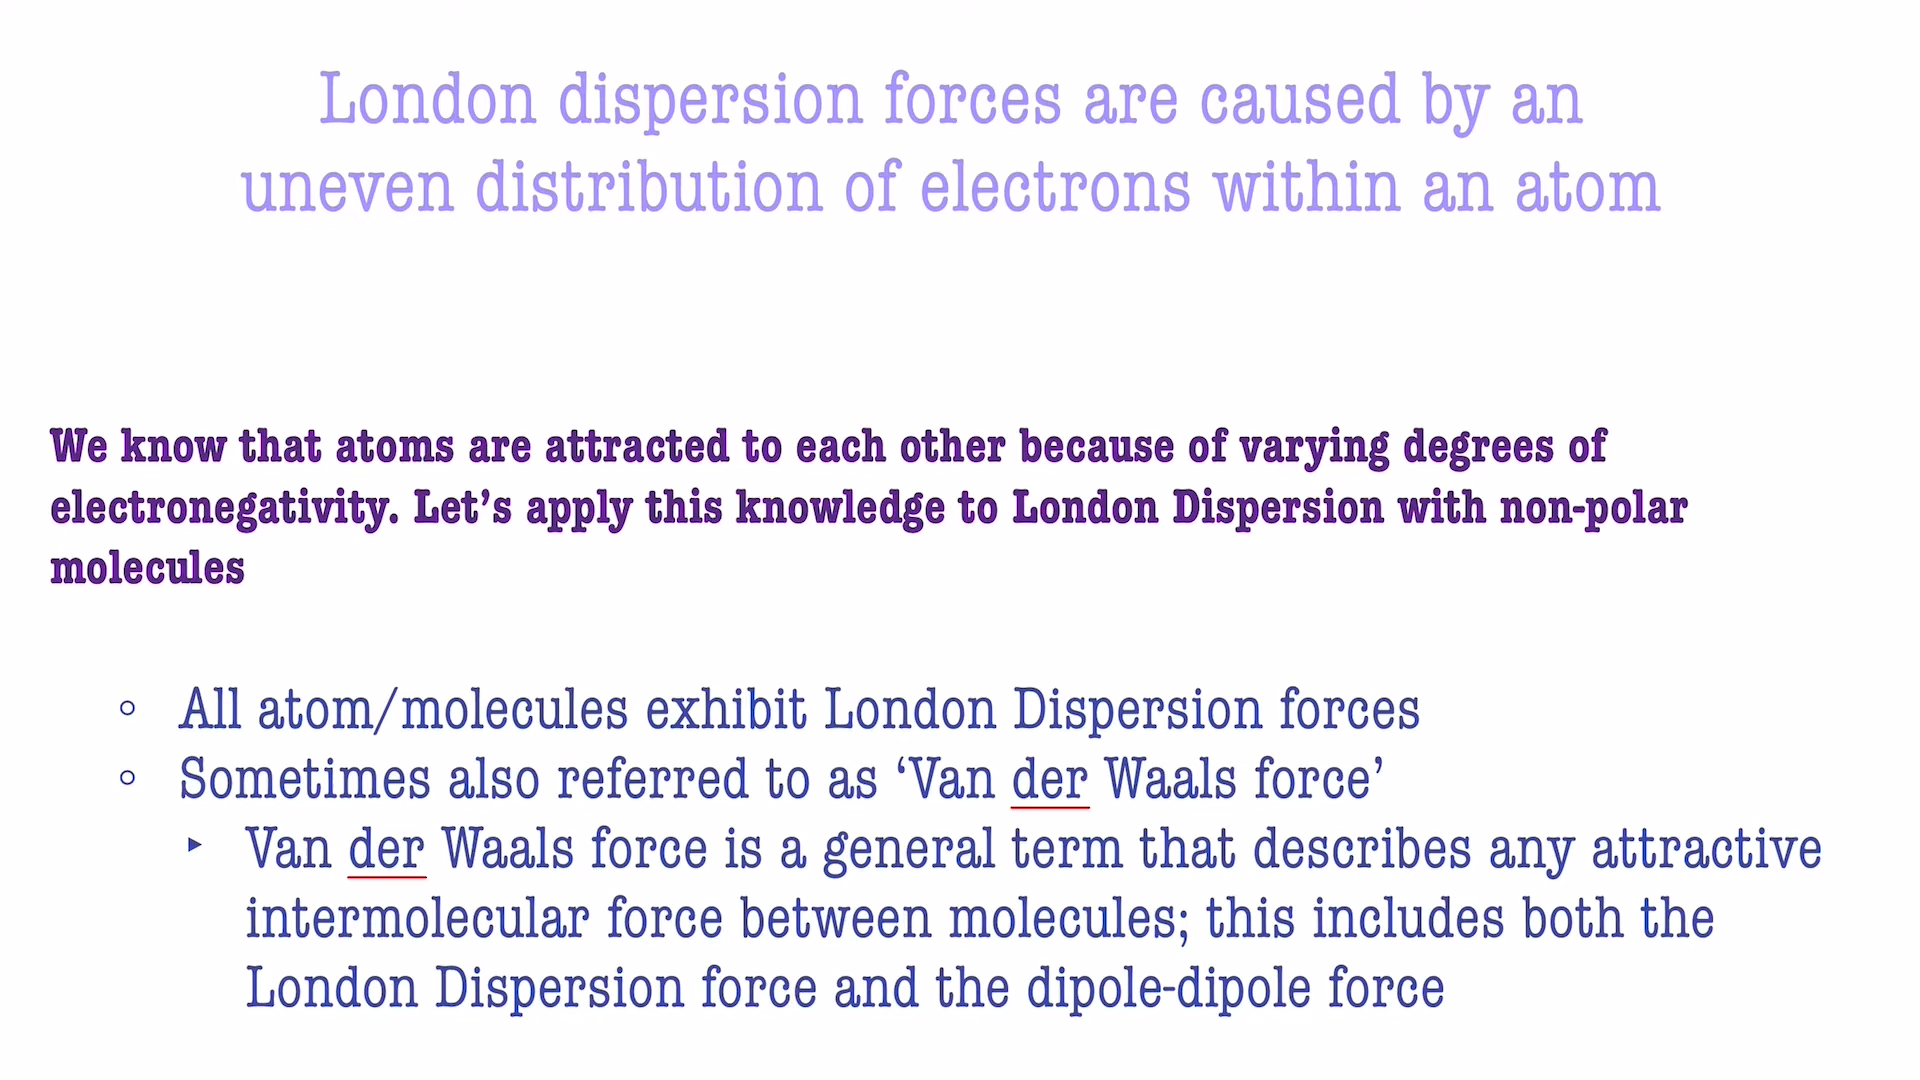 London dispersion forces are caused by an
uneven distribution of electrons within an atom
We know that atoms are attracted to each other because of varying degrees of
electronegativity. Let’s apply this knowledge to London Dispersion with non-polar
molecules
◦ All atom/molecules exhibit London Dispersion forces
◦ Sometimes also referred to as ‘Van der Waals force’
‣ Van der Waals force is a general term that describes any attractive
intermolecular force between molecules; this includes both the
London Dispersion force and the dipole-dipole force